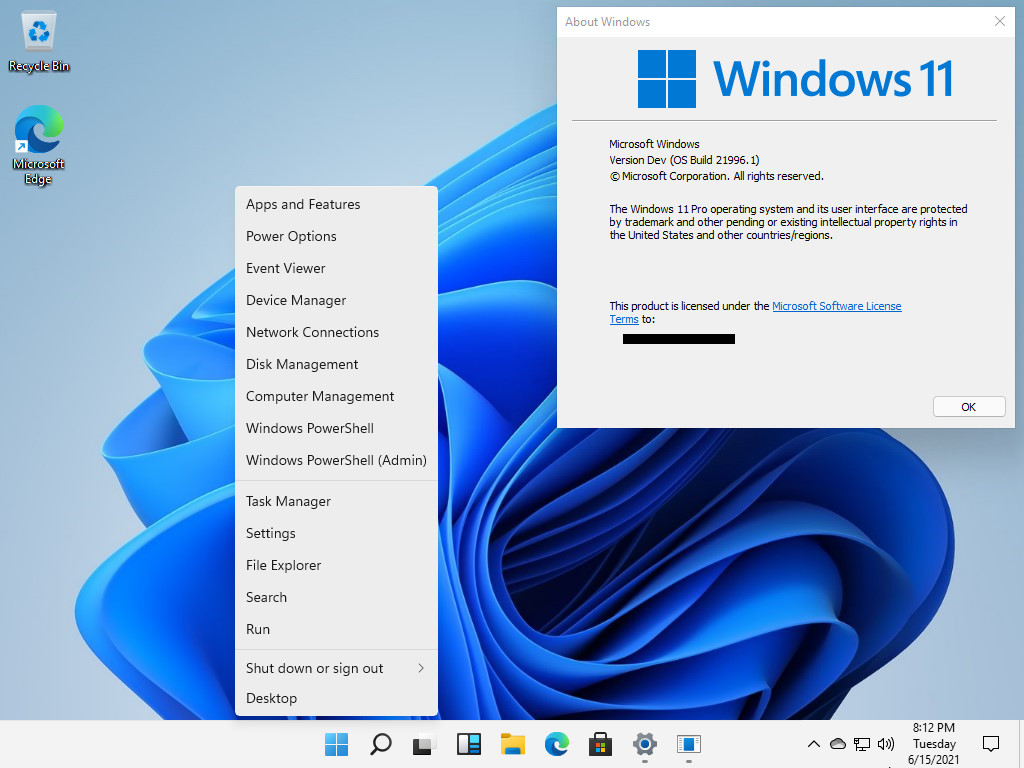 Recycle Bin
Microsoft
Edge
About Windows
Windows 11
Microsoft Windows
Version Dev (OS Build 21996.1)
© Microsoft Corporation. All rights reserved.
The Windows 11 Pro operating system and its user interface are protected
by trademark and other pending or existing intellectual property rights in
the United States and other countries/regions.
This product is licensed under the Microsoft Software License
Terms to:
OK
Apps and Features
Power Options
Event Viewer
Device Manager
Network Connections
Disk Management
Computer Management
Windows PowerShell
Windows PowerShell (Admin)
Task Manager
Settings
File Explorer
Search
Run
Shut down or sign out
Desktop
8:12 PM
Tuesday
6/15/2021